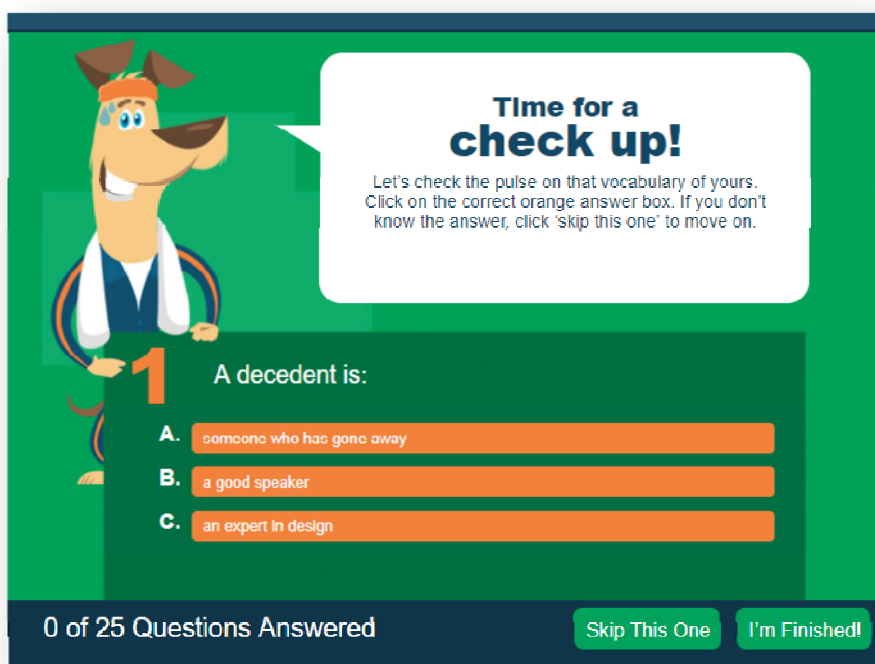 Time for a
check up!
Let's check the pulse on that vocabulary of yours.
Click on the correct orange answer box. If you don't
know the answer, click 'skip this one' to move on.
1 A decedent is:
A. someone who has gone away
B. a good speaker
C. an expert in design
0 of 25 Questions Answered
Skip This One
I'm Finished!